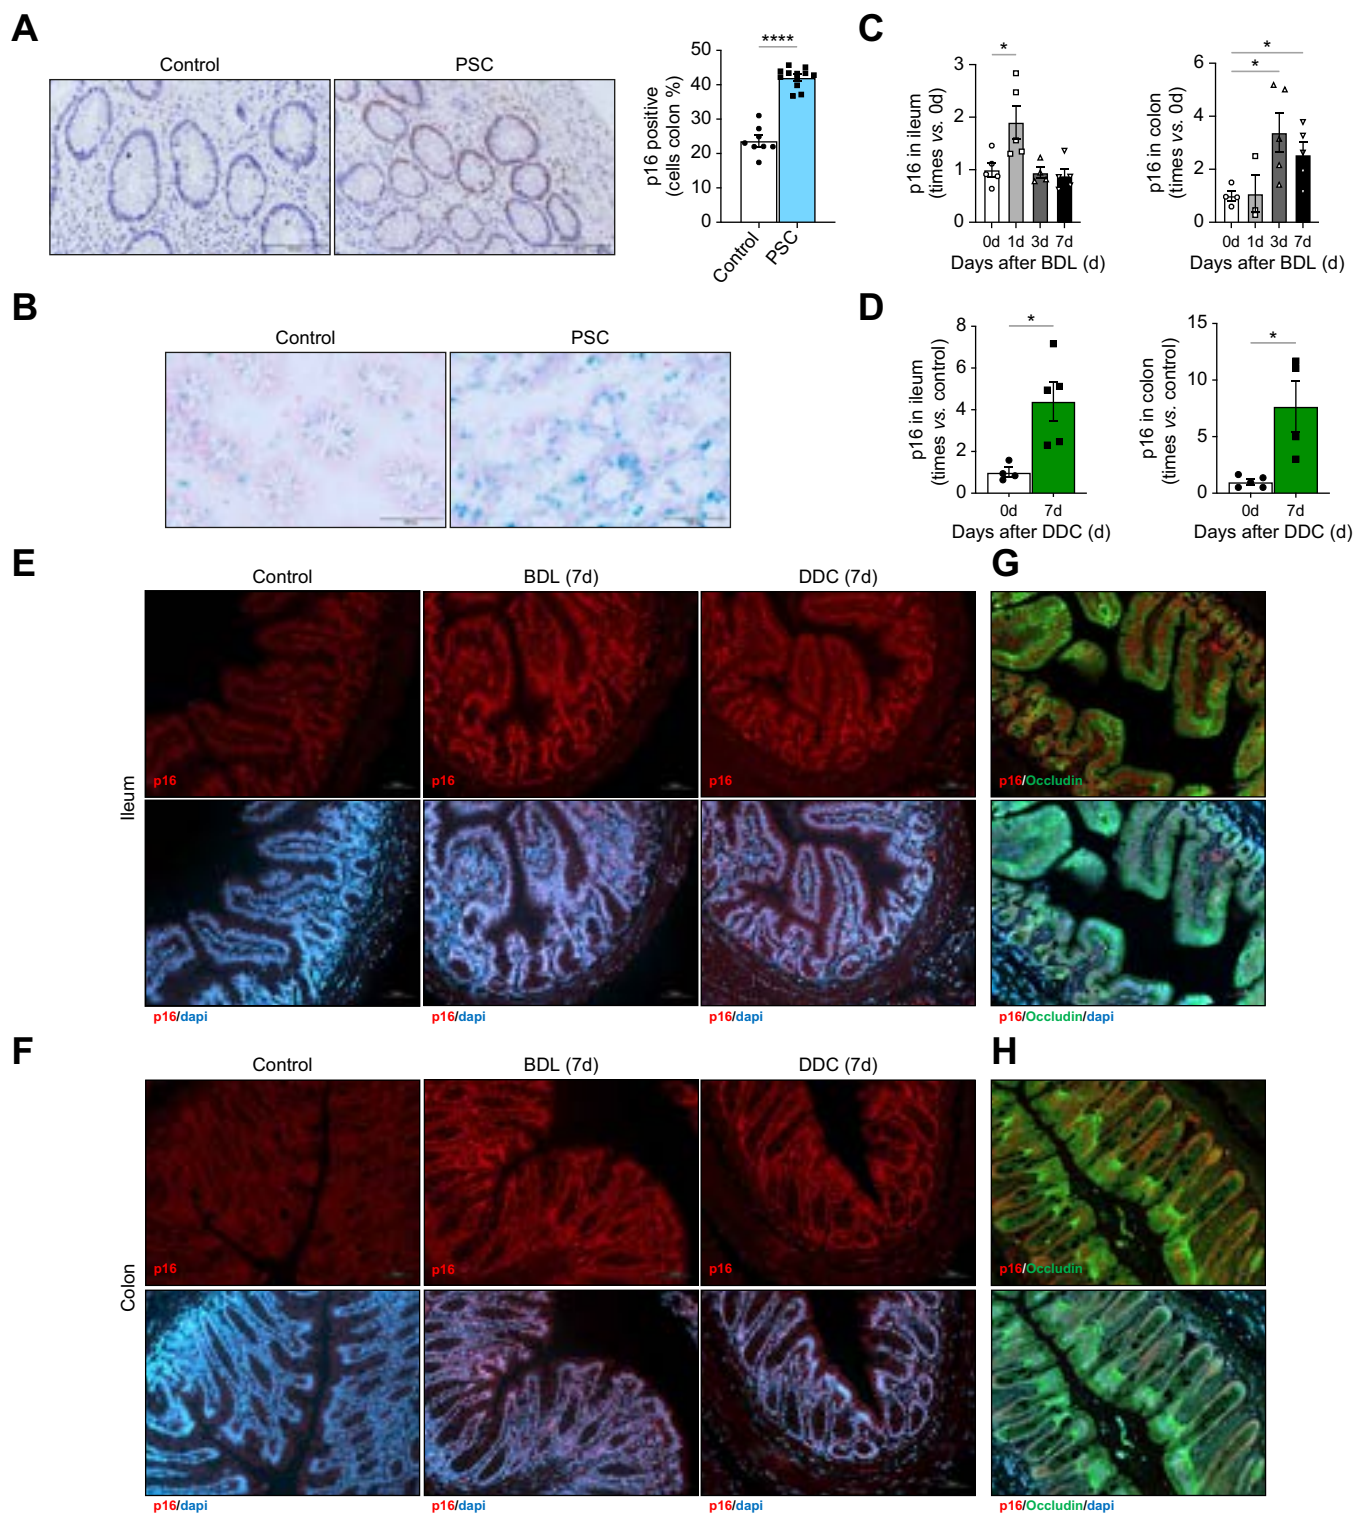 A
Control
PSC
p16 positive
(cells colon %)
50
40
30
20
10
0
****
Control
PSC
C
p16 in ileum
(times vs. 0d)
3
2
1
0
*
0d 1d 3d 7d
Days after BDL (d)
p16 in colon
(times vs. 0d)
6
4
2
0
*
*
0d 1d 3d 7d
Days after BDL (d)
B
Control
PSC
D
p16 in ileum
(times vs. control)
8
6
4
2
0
*
0d 7d
Days after DDC (d)
p16 in colon
(times vs. control)
15
10
5
0
*
0d 7d
Days after DDC (d)
E
Control
BDL (7d)
DDC (7d)
G
Ileum
p16
p16
p16
p16/Occludin
p16/dapi
p16/dapi
p16/dapi
p16/Occludin/dapi
F
Control
BDL (7d)
DDC (7d)
H
Colon
p16
p16
p16
p16/Occludin
p16/dapi
p16/dapi
p16/dapi
p16/Occludin/dapi